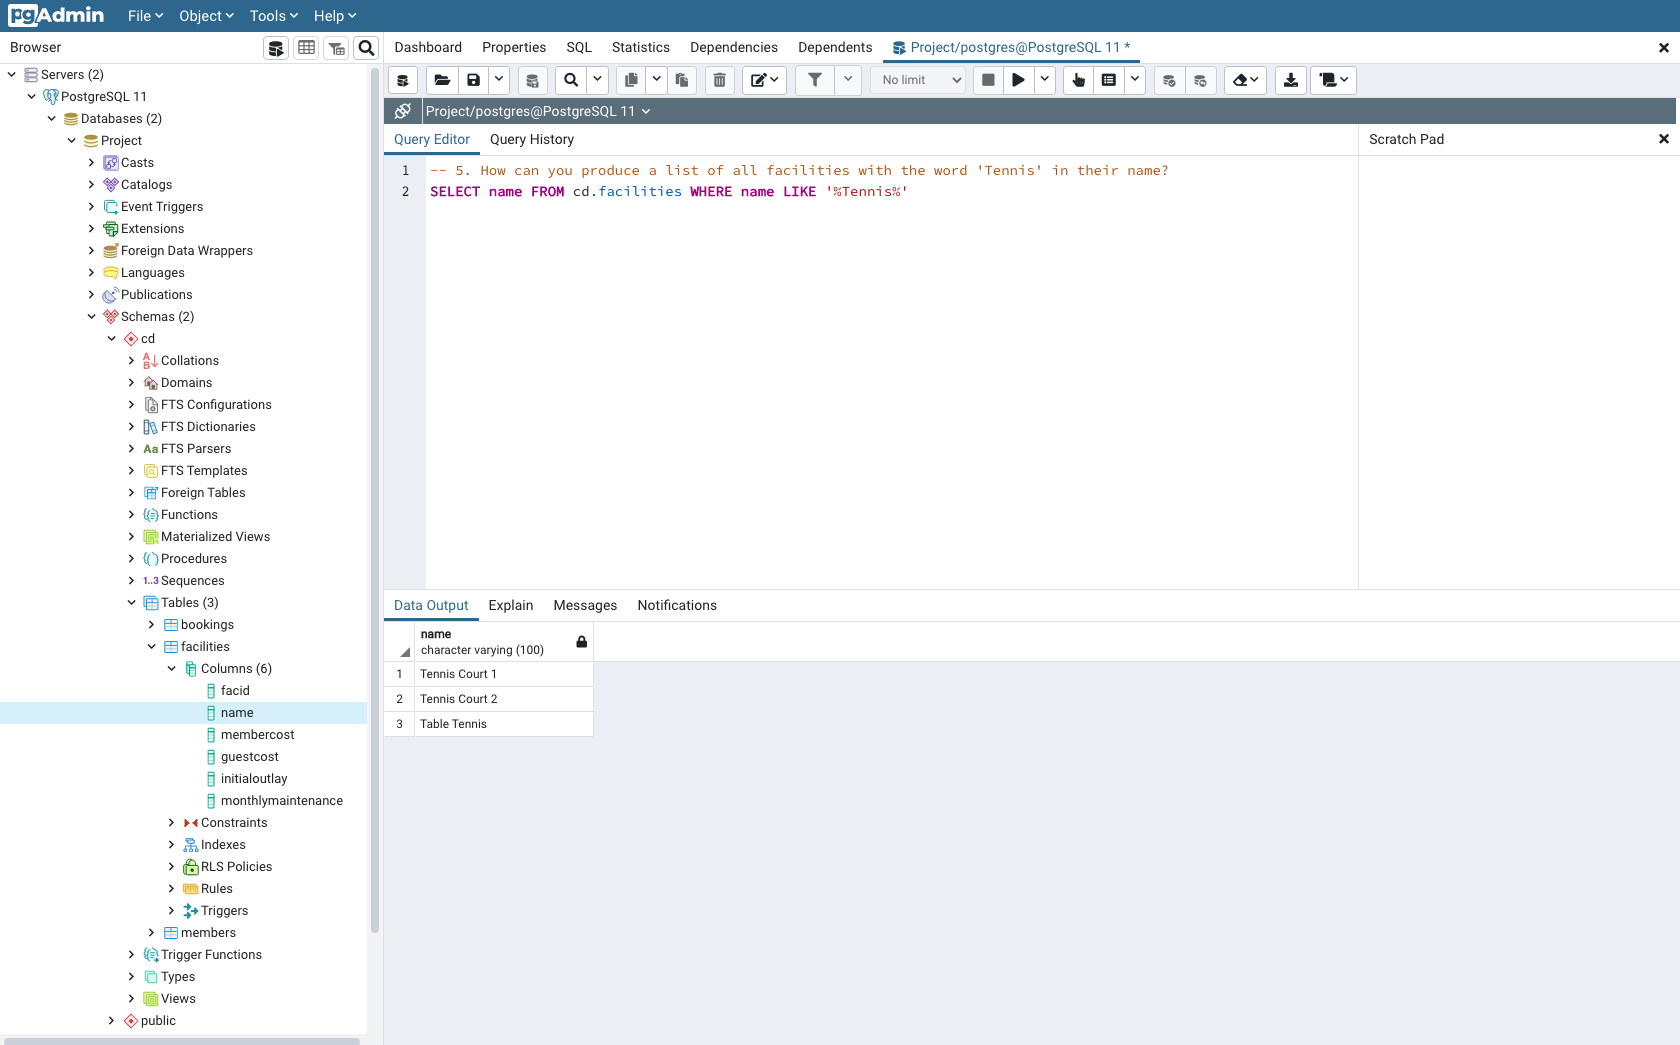 pgAdmin File Object Tools Help
Browser
Dashboard Properties SQL Statistics Dependencies Dependents Project/postgres@PostgreSQL 11 *
Servers (2)
PostgreSQL 11
Databases (2)
Project
Casts
Catalogs
Event Triggers
Extensions
Foreign Data Wrappers
Languages
Publications
Schemas (2)
cd
Collations
Domains
FTS Configurations
FTS Dictionaries
Aa FTS Parsers
FTS Templates
Foreign Tables
Functions
Materialized Views
Procedures
1..3 Sequences
Tables (3)
bookings
facilities
Columns (6)
facid
name
membercost
guestcost
initialoutlay
monthlymaintenance
Constraints
Indexes
RLS Policies
Rules
Triggers
members
Trigger Functions
Types
Views
public
No limit
Project/postgres@PostgreSQL 11
Query Editor Query History
Scratch Pad
1 -- 5. How can you produce a list of all facilities with the word 'Tennis' in their name?
2 SELECT name FROM cd.facilities WHERE name LIKE '%Tennis%'
Data Output Explain Messages Notifications
name
character varying (100)
1 Tennis Court 1
2 Tennis Court 2
3 Table Tennis